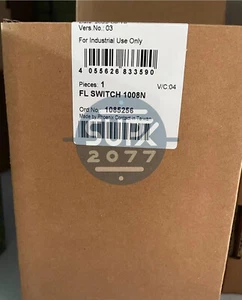 Vers.No.: 03
For Industrial Use Only
4 055626 833590
Pieces: 1
V/C:04
FL SWITCH 1008N
Ord.No.: 1085256
Made by Phoenix Contact in Taiwan
SUIX
2077